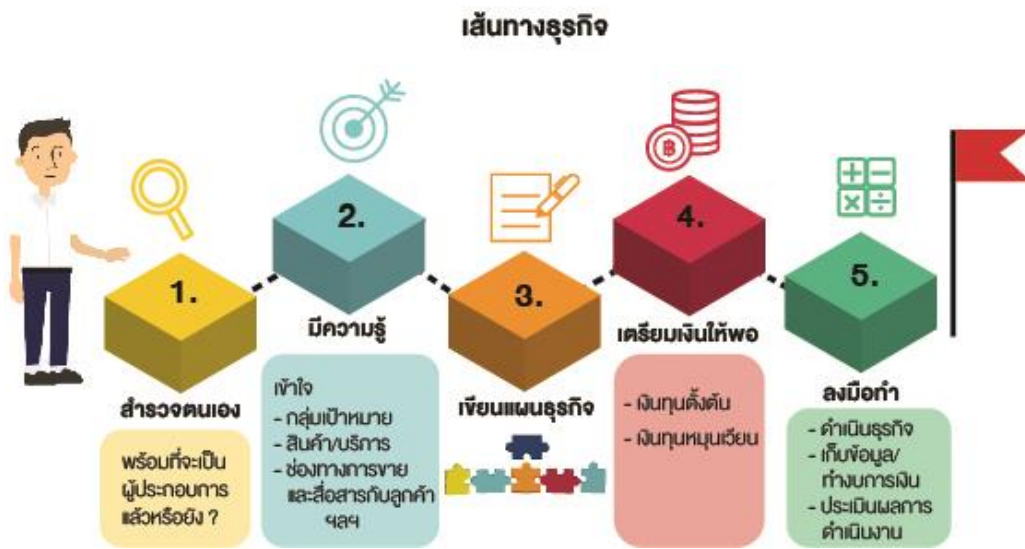 เส้นทางธุรกิจ
1.
สำรวจตนเอง
พร้อมที่จะเป็น
ผู้ประกอบการ
แล้วหรือยัง ?
2.
มีความรู้
เข้าใจ
- กลุ่มเป้าหมาย
- สินค้า/บริการ
- ช่องทางการขาย
และสื่อสารกับลูกค้า
ฯลฯ
3.
เขียนแผนธุรกิจ
4.
฿
เตรียมเงินให้พอ
- เงินทุนตั้งต้น
- เงินทุนหมุนเวียน
5.
ลงมือทำ
- ดำเนินธุรกิจ
- เก็บข้อมูล/
ทำงบการเงิน
- ประเมินผลการ
ดำเนินงาน